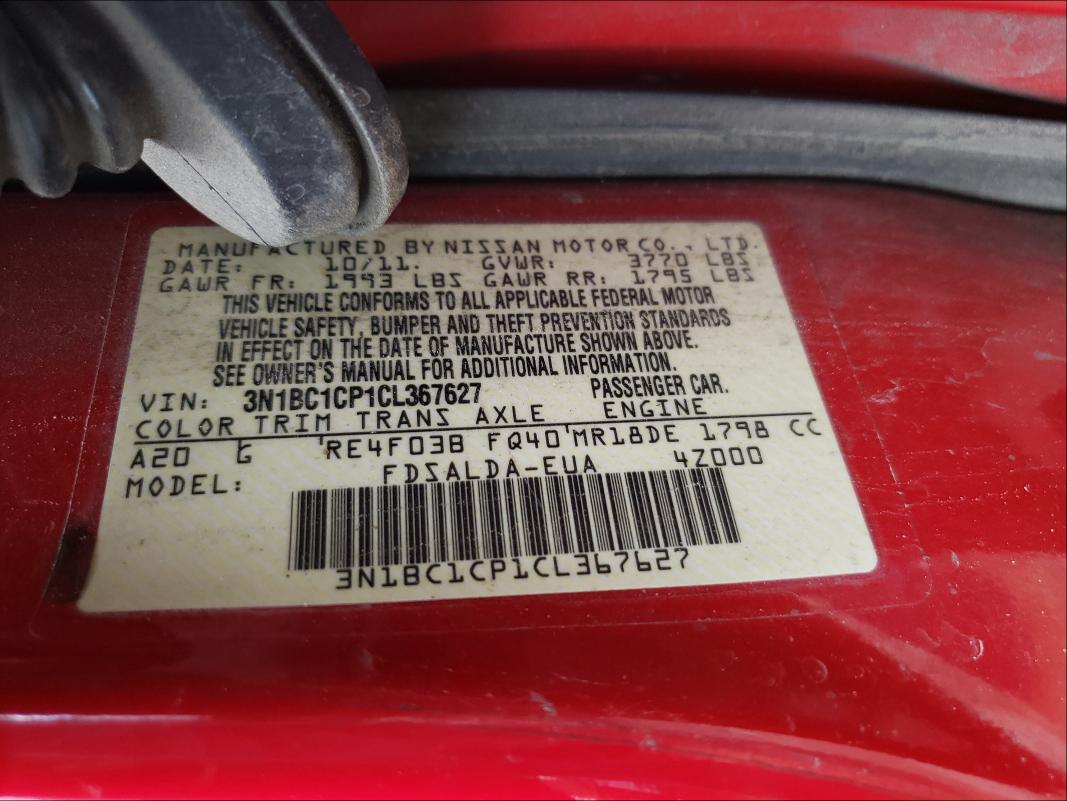 MANUFACTURED BY NISSAN MOTOR CO., LTD.
DATE: 10/11. GVWR: 3770 LBS
GAWR FR: 1993 LBS GAWR RR: 1795 LBS
THIS VEHICLE CONFORMS TO ALL APPLICABLE FEDERAL MOTOR
VEHICLE SAFETY, BUMPER AND THEFT PREVENTION STANDARDS
IN EFFECT ON THE DATE OF MANUFACTURE SHOWN ABOVE.
SEE OWNER'S MANUAL FOR ADDITIONAL INFORMATION.
VIN: 3N1BC1CP1CL367627 PASSENGER CAR.
COLOR TRIM TRANS AXLE ENGINE
A20 G 'RE4F03B FQ40'MR18DE 1798 CC
MODEL: FDSALDA-EUA 4Z000
3N1BC1CP1CL367627